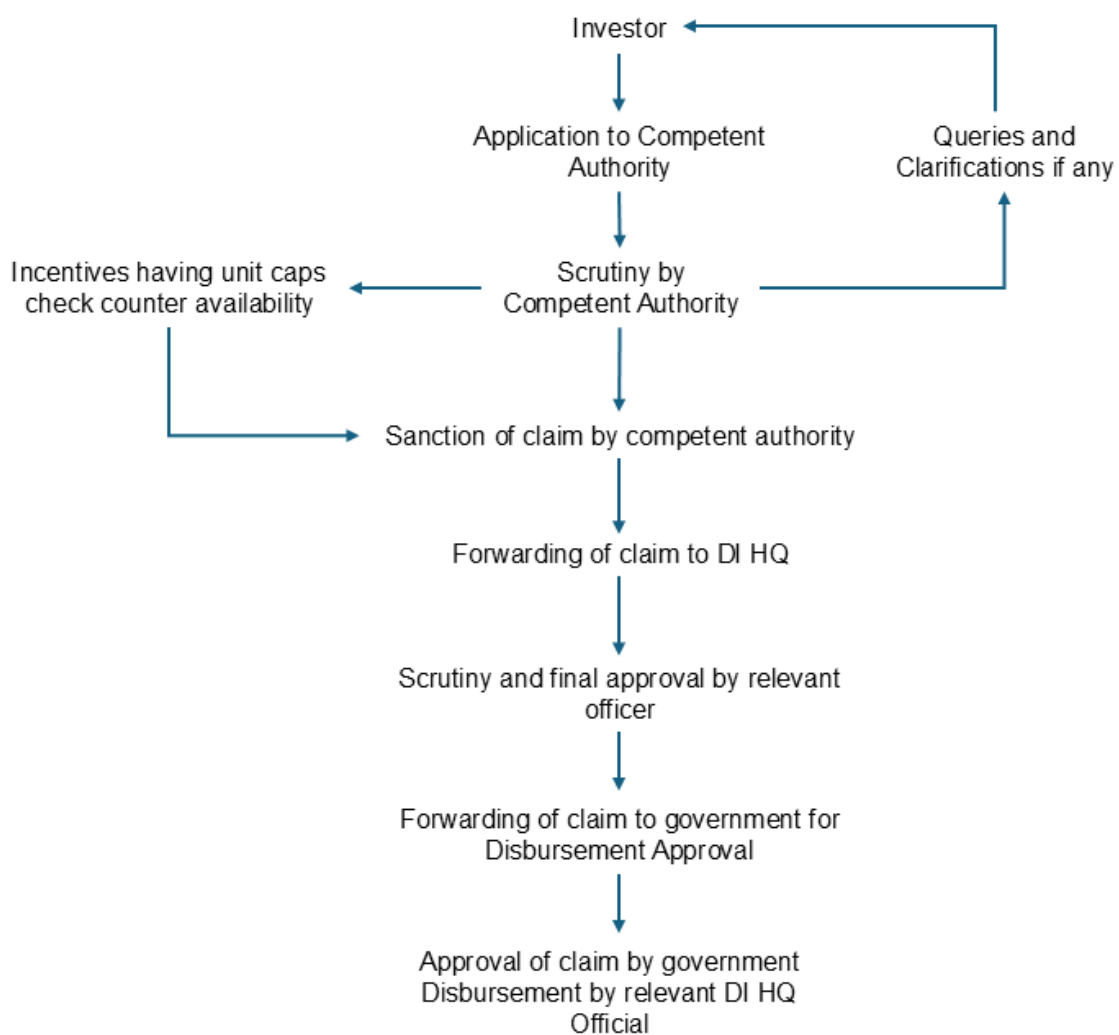 Investor
Application to Competent
Authority
Queries and
Clarifications if any
Incentives having unit caps
check counter availability
Scrutiny by
Competent Authority
Sanction of claim by competent authority
Forwarding of claim to DI HQ
Scrutiny and final approval by relevant
officer
Forwarding of claim to government for
Disbursement Approval
Approval of claim by government
Disbursement by relevant DI HQ
Official